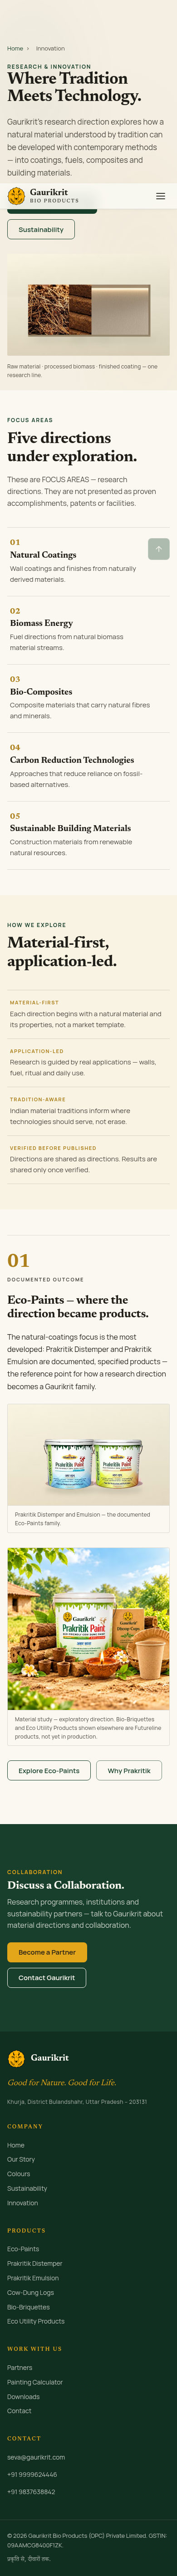 Home › Innovation
RESEARCH & INNOVATION
Where Tradition
Meets Technology.
Gaurikrit's research direction explores how a
natural material understood by tradition can
be developed with contemporary methods
— into coatings, fuels, composites and
building materials.
Gaurikrit
BIO PRODUCTS
Sustainability
Raw material · processed biomass · finished coating — one
research line.
FOCUS AREAS
Five directions
under exploration.
These are FOCUS AREAS — research
directions. They are not presented as proven
accomplishments, patents or facilities.
01
Natural Coatings
Wall coatings and finishes from naturally
derived materials.
02
Biomass Energy
Fuel directions from natural biomass
material streams.
03
Bio-Composites
Composite materials that carry natural fibres
and minerals.
04
Carbon Reduction Technologies
Approaches that reduce reliance on fossil-
based alternatives.
05
Sustainable Building Materials
Construction materials from renewable
natural resources.
HOW WE EXPLORE
Material-first,
application-led.
MATERIAL-FIRST
Each direction begins with a natural material and
its properties, not a market template.
APPLICATION-LED
Research is guided by real applications — walls,
fuel, ritual and daily use.
TRADITION-AWARE
Indian material traditions inform where
technologies should serve, not erase.
VERIFIED BEFORE PUBLISHED
Directions are shared as directions. Results are
shared only once verified.
01
DOCUMENTED OUTCOME
Eco-Paints — where the
direction became products.
The natural-coatings focus is the most
developed: Prakritik Distemper and Prakritik
Emulsion are documented, specified products —
the reference point for how a research direction
becomes a Gaurikrit family.
Gaurikrit
Prakritik Paint
Gaurikrit
Prakritik Paint
Prakritik Distemper and Emulsion — the documented
Eco-Paints family.
Gaurikrit
Prakritik Paint
Gaurikrit
Material study — exploratory direction. Bio-Briquettes
and Eco Utility Products shown elsewhere are Futureline
products, not yet in production.
Explore Eco-Paints
Why Prakritik
COLLABORATION
Discuss a Collaboration.
Research programmes, institutions and
sustainability partners — talk to Gaurikrit about
material directions and collaboration.
Become a Partner
Contact Gaurikrit
Gaurikrit
Good for Nature. Good for Life.
Khurja, District Bulandshahr, Uttar Pradesh – 203131
COMPANY
Home
Our Story
Colours
Sustainability
Innovation
PRODUCTS
Eco-Paints
Prakritik Distemper
Prakritik Emulsion
Cow-Dung Logs
Bio-Briquettes
Eco Utility Products
WORK WITH US
Partners
Painting Calculator
Downloads
Contact
CONTACT
seva@gaurikrit.com
+91 9999624446
+91 9837638842
© 2026 Gaurikrit Bio Products (OPC) Private Limited. GSTIN:
09AAMCG8400F1ZK.
प्रकृति से, दीवारों तक.